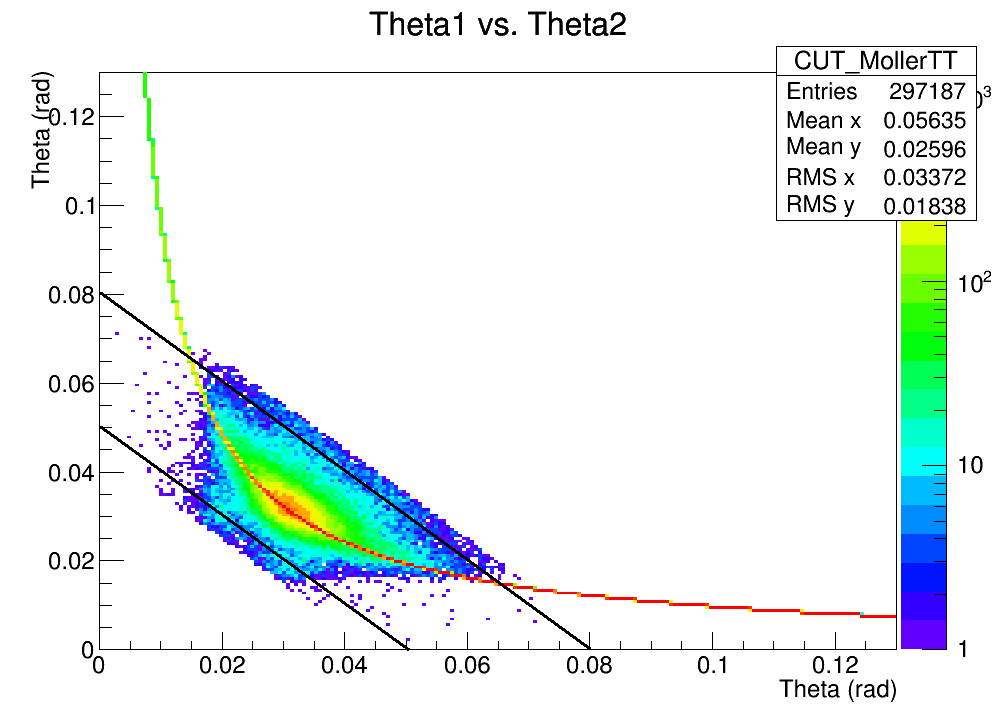 Theta1 vs. Theta2
CUT_MollerTT
Entries 297187
Mean x 0.05635
Mean y 0.02596
RMS x 0.03372
RMS y 0.01838
Theta (rad)
0.12
0.1
0.08
0.06
0.04
0.02
0
0 0.02 0.04 0.06 0.08 0.1 0.12
Theta (rad)
10²
10
1